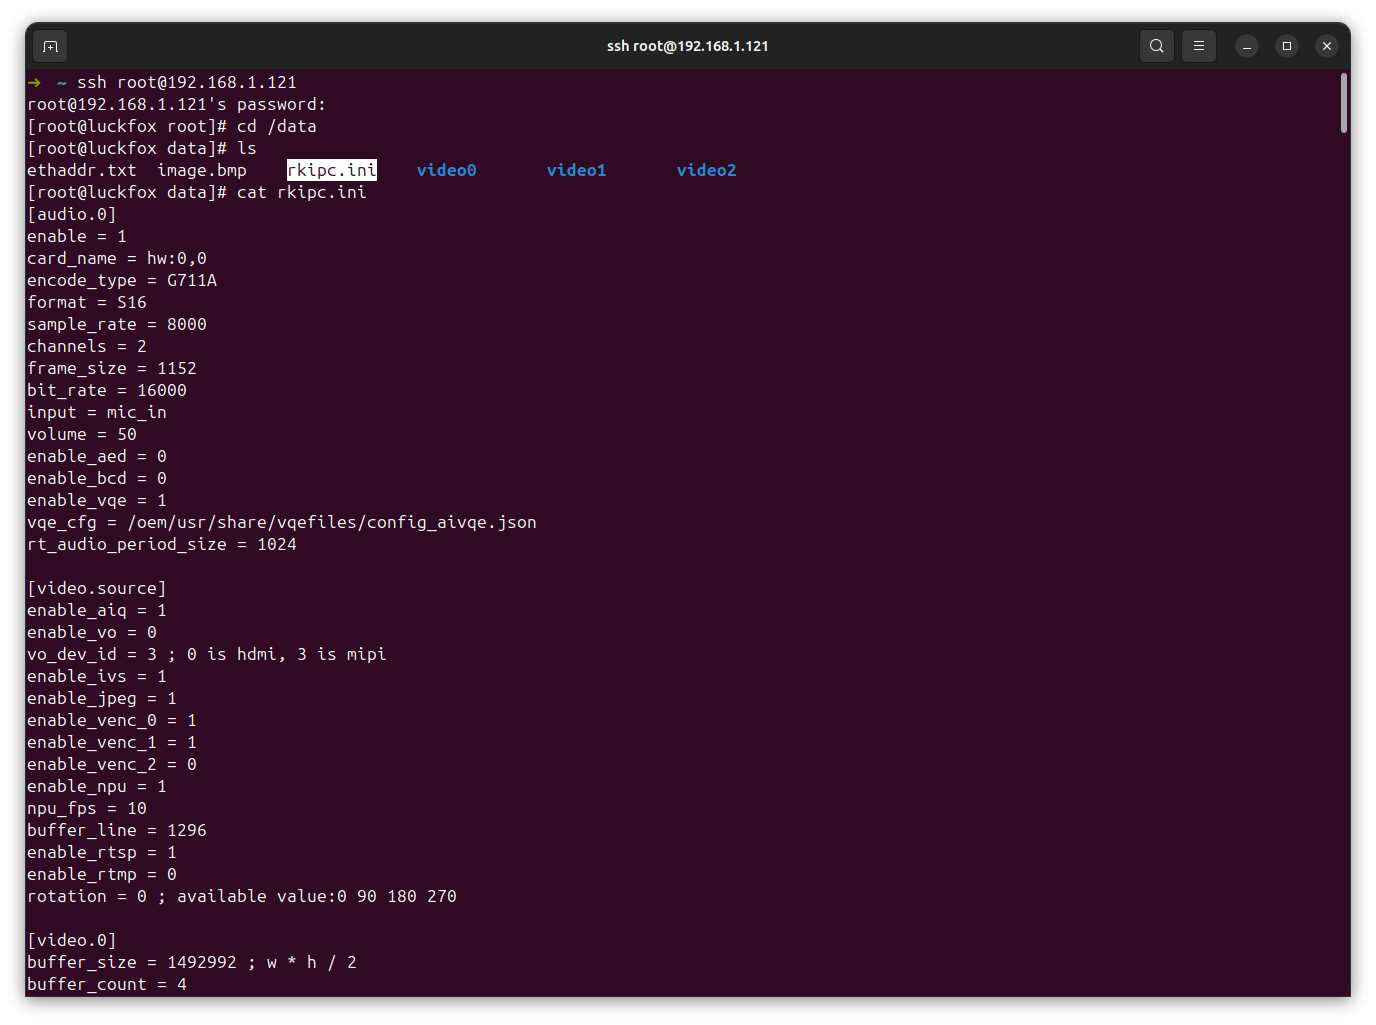 ssh root@192.168.1.121
➜ ~ ssh root@192.168.1.121
root@192.168.1.121's password:
[root@luckfox root]# cd /data
[root@luckfox data]# ls
ethaddr.txt image.bmp rkipc.ini video0 video1 video2
[root@luckfox data]# cat rkipc.ini
[audio.0]
enable = 1
card_name = hw:0,0
encode_type = G711A
format = S16
sample_rate = 8000
channels = 2
frame_size = 1152
bit_rate = 16000
input = mic_in
volume = 50
enable_aed = 0
enable_bcd = 0
enable_vqe = 1
vqe_cfg = /oem/usr/share/vqefiles/config_aivqe.json
rt_audio_period_size = 1024

[video.source]
enable_aiq = 1
enable_vo = 0
vo_dev_id = 3 ; 0 is hdmi, 3 is mipi
enable_ivs = 1
enable_jpeg = 1
enable_venc_0 = 1
enable_venc_1 = 1
enable_venc_2 = 0
enable_npu = 1
npu_fps = 10
buffer_line = 1296
enable_rtsp = 1
enable_rtmp = 0
rotation = 0 ; available value:0 90 180 270

[video.0]
buffer_size = 1492992 ; w * h / 2
buffer_count = 4